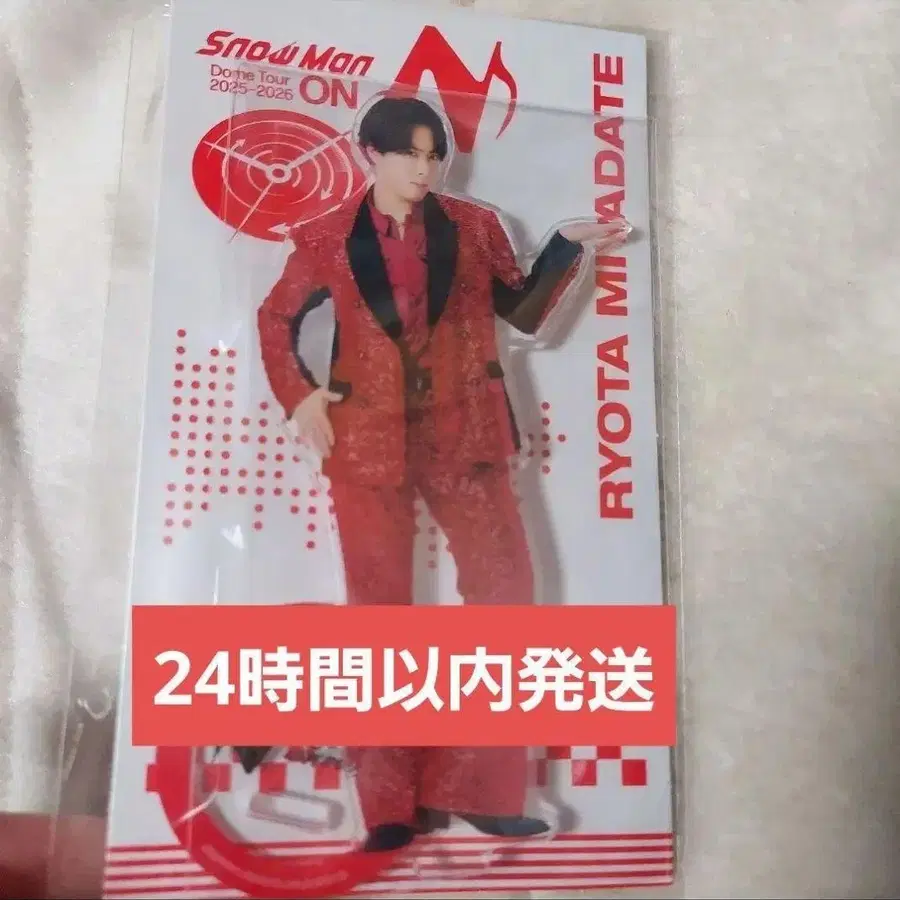 Snow Man
Dome Tour
2025-2026 ON
RYOTA MIYADATE
24時間以内発送